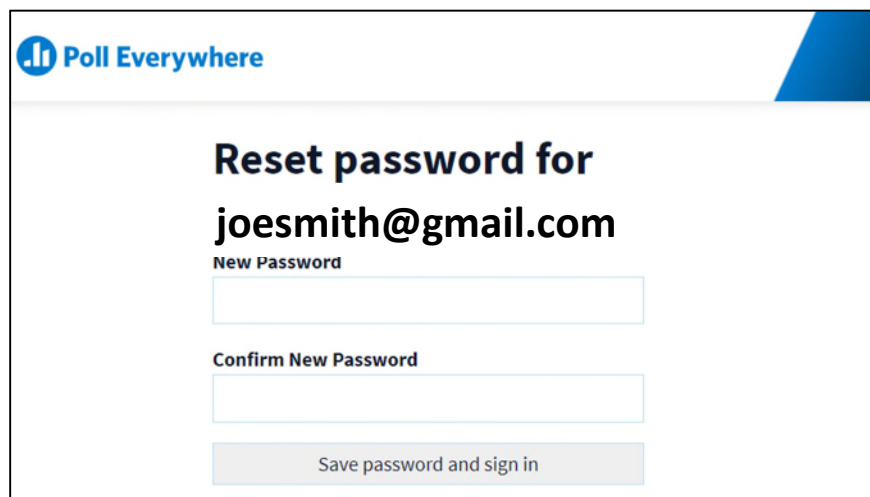 Poll Everywhere
Reset password for
joesmith@gmail.com
New Password
Confirm New Password
Save password and sign in